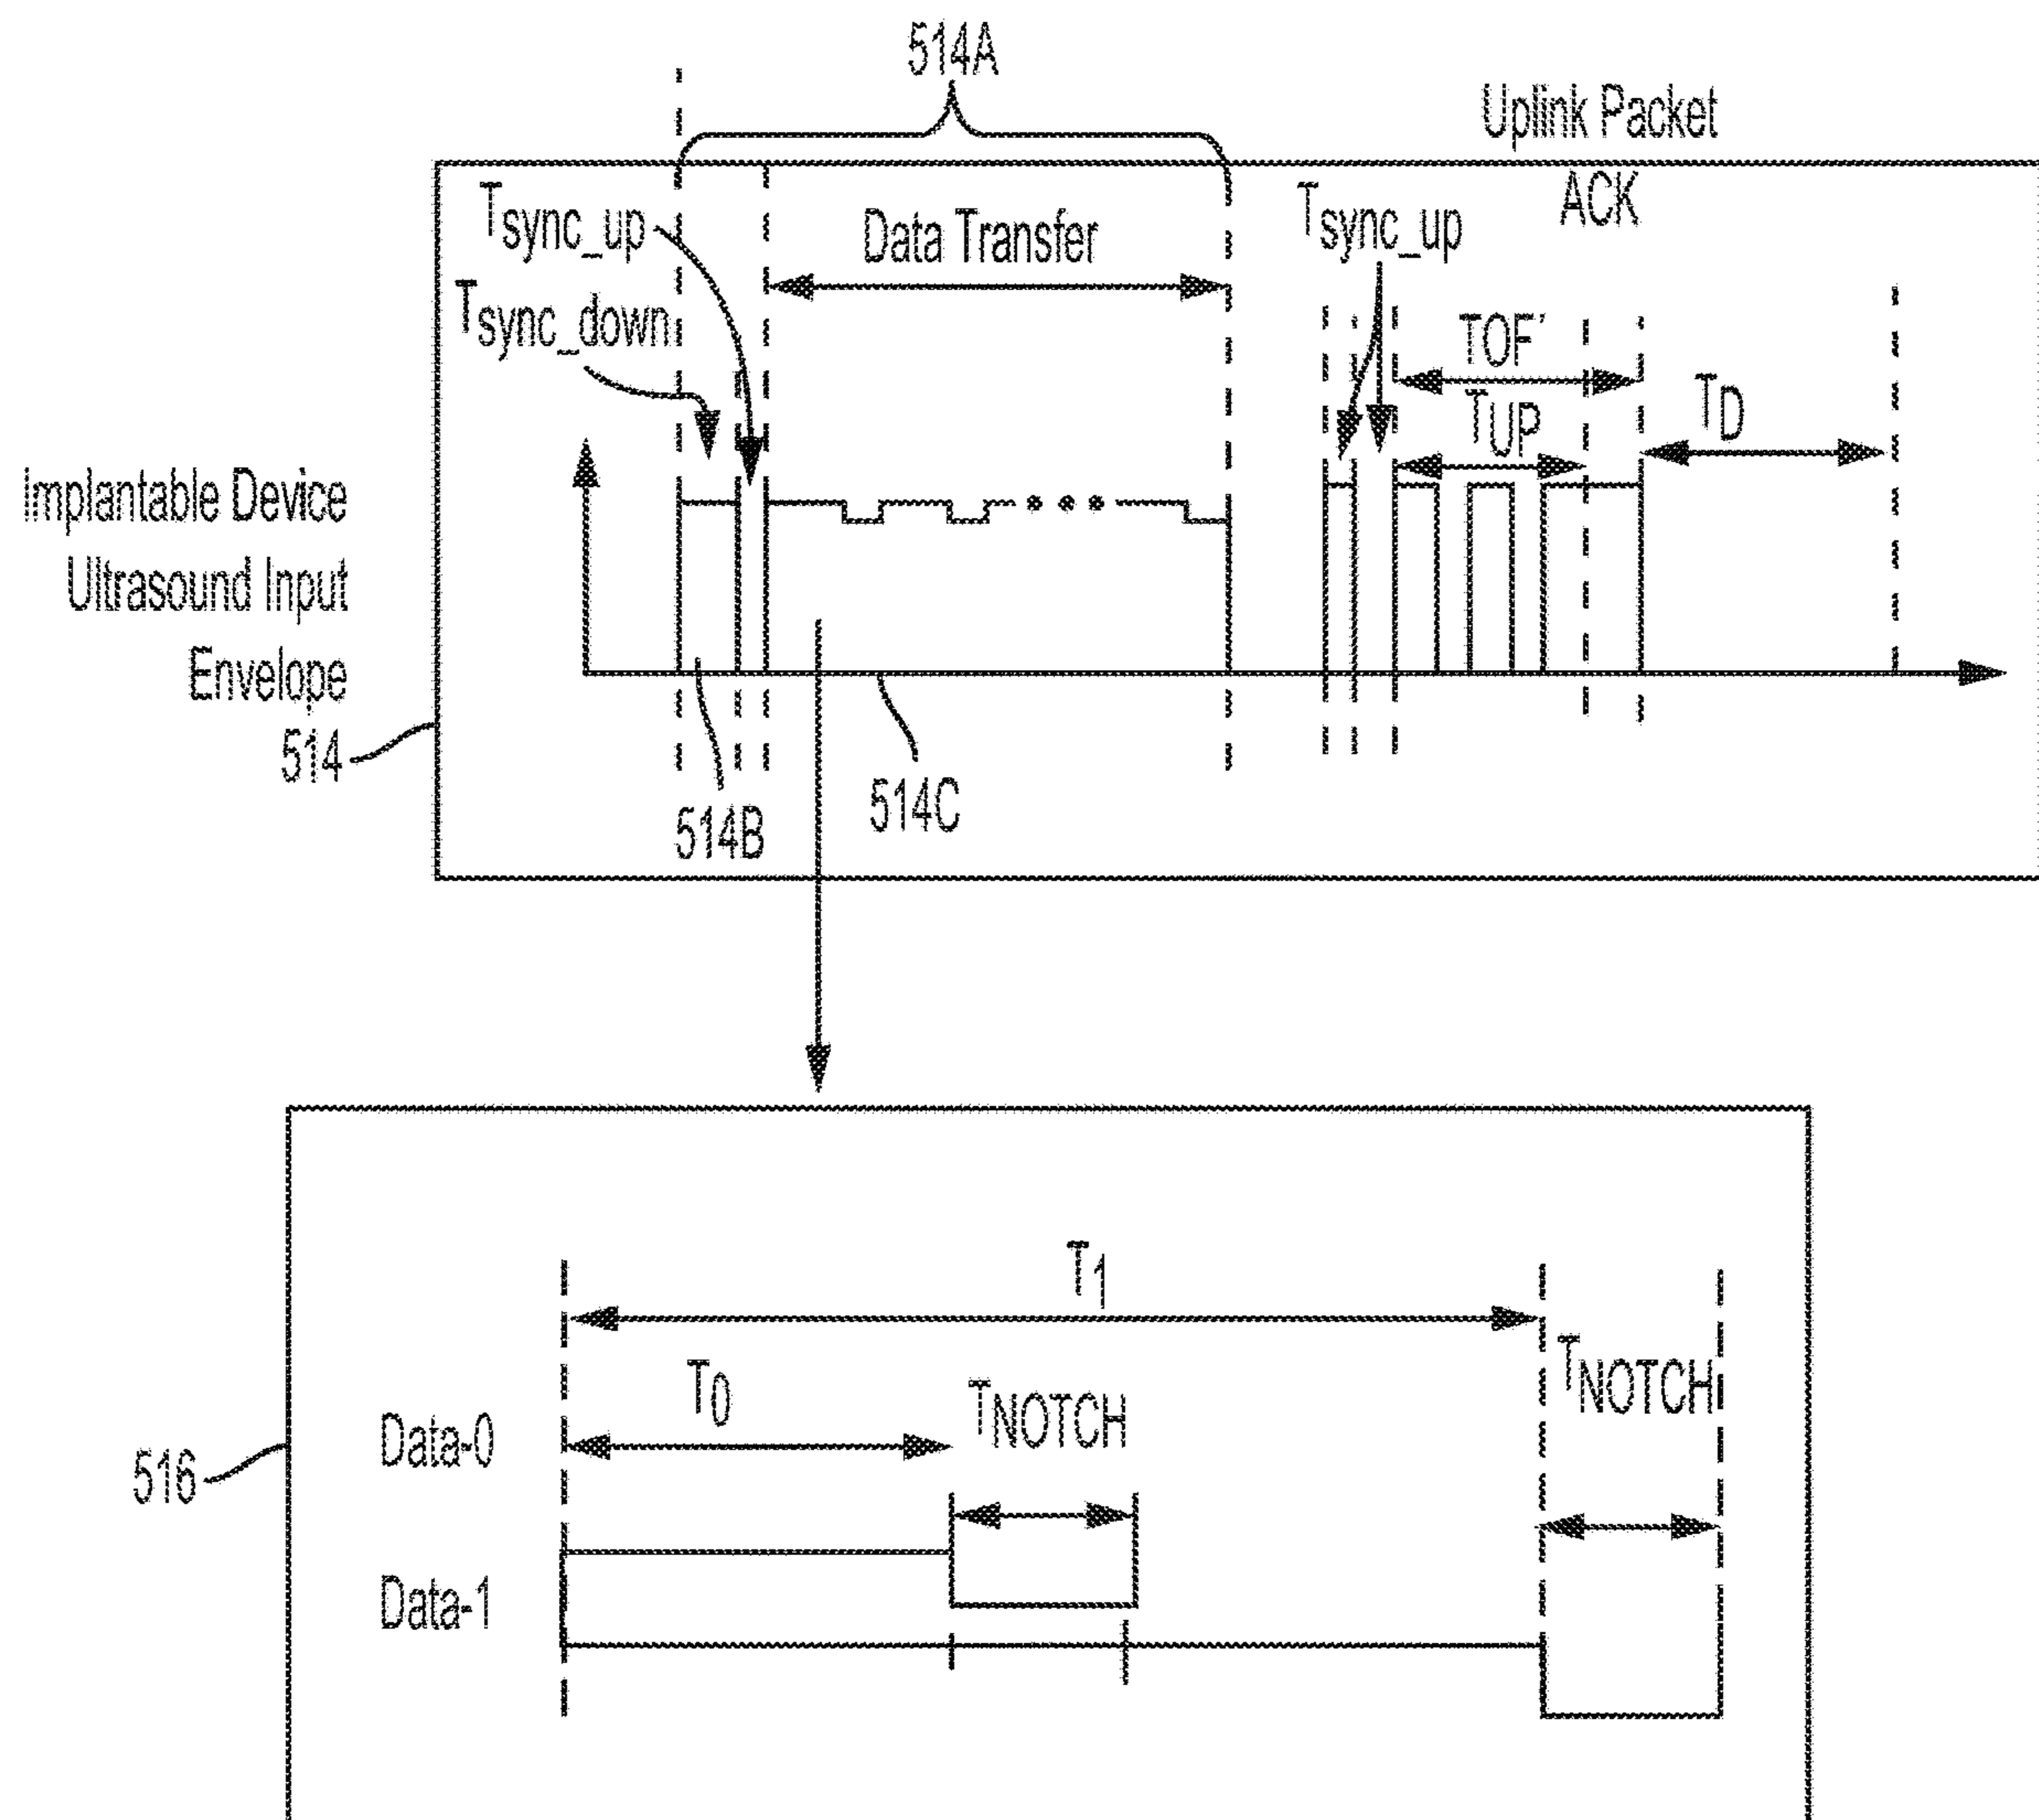 514A
Uplink Packet
ACK
Tsync_up
Data Transfer
Tsync_up
Tsync_down
TOF'
TUP
TD
Implantable Device
Ultrasound Input
Envelope
514
514B
514C
T1
T0
TNOTCH
TNOTCH
Data-0
516
Data-1